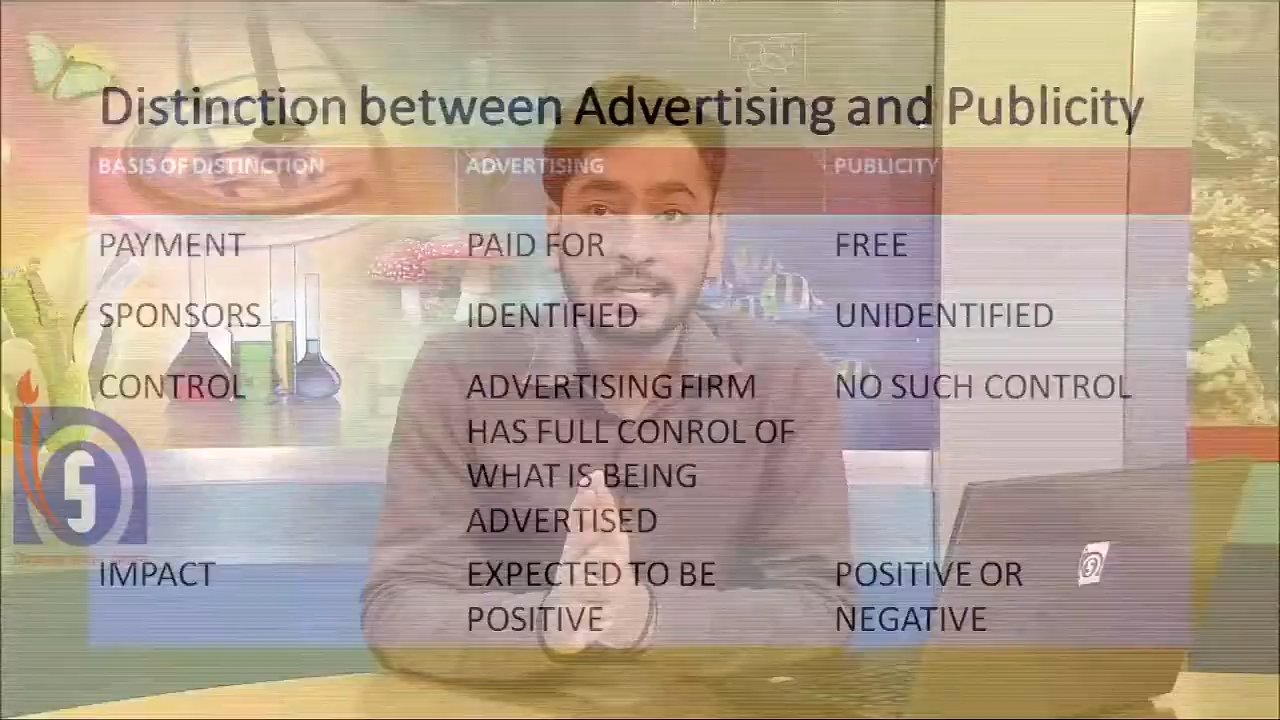 Distinction between Advertising and Publicity
BASIS OF DISTINCTION ADVERTISING PUBLICITY
PAYMENT PAID FOR FREE
SPONSORS IDENTIFIED UNIDENTIFIED
CONTROL ADVERTISING FIRM NO SUCH CONTROL
HAS FULL CONROL OF
WHAT IS BEING
ADVERTISED
IMPACT EXPECTED TO BE POSITIVE OR
POSITIVE NEGATIVE